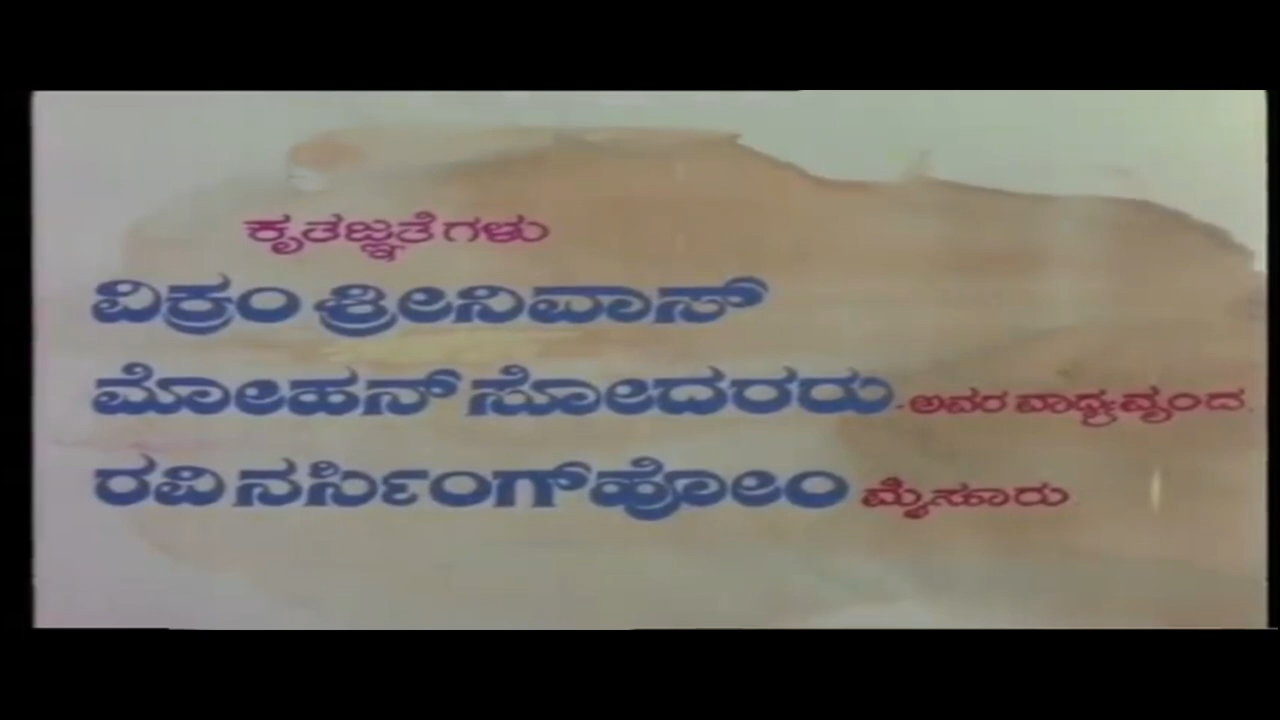 ಕೃತಜ್ಞತೆಗಳು
ವಿಕ್ರಂ ಶ್ರೀನಿವಾಸ್
ಮೋಹನ್ ಸೋದರರು - ಅವರ ವಾದ್ಯವೃಂದ.
ರವಿ ನರ್ಸಿಂಗ್ ಹೋಂ ಮೈಸೂರು